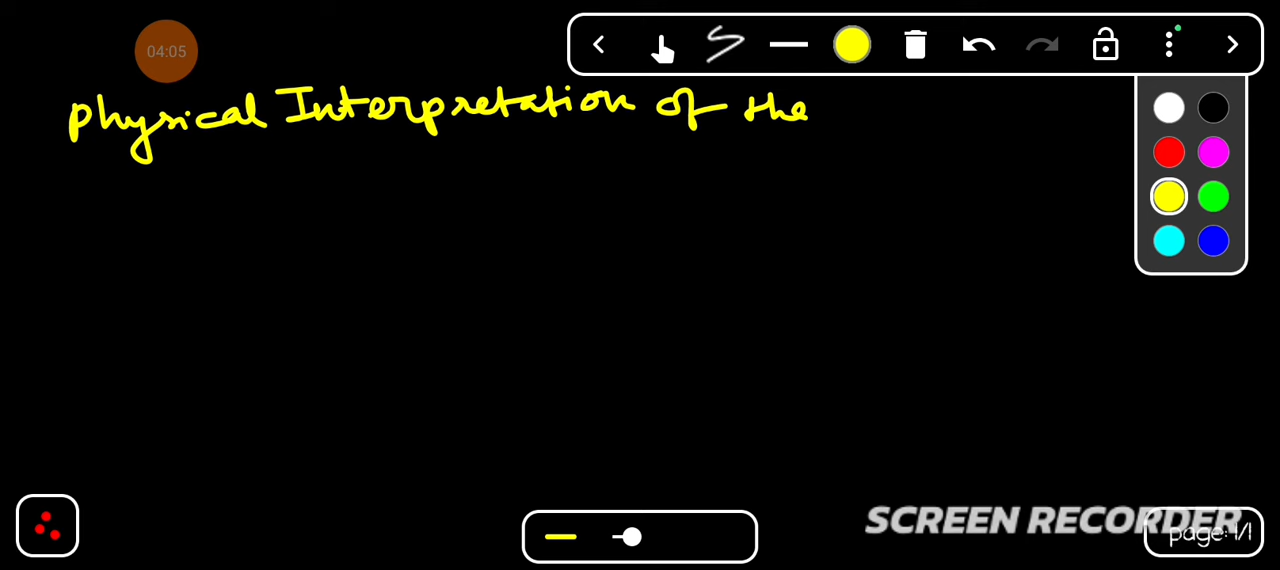 04:05
Physical Interpretation of the
SCREEN RECORDER
page: 1/1